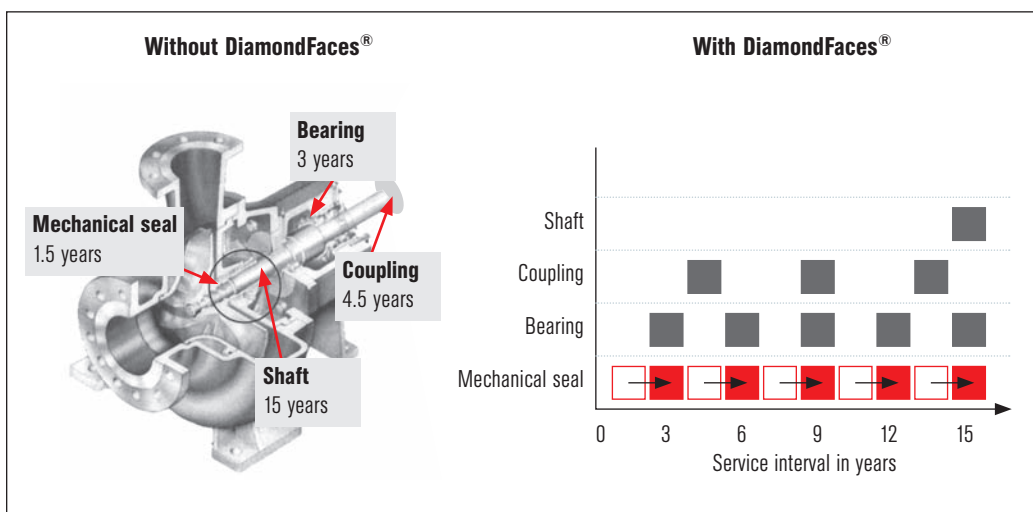 Without DiamondFaces®
Bearing
3 years
Mechanical seal
1.5 years
Coupling
4.5 years
Shaft
15 years
With DiamondFaces®
Shaft
Coupling
Bearing
Mechanical seal
0 3 6 9 12 15
Service interval in years